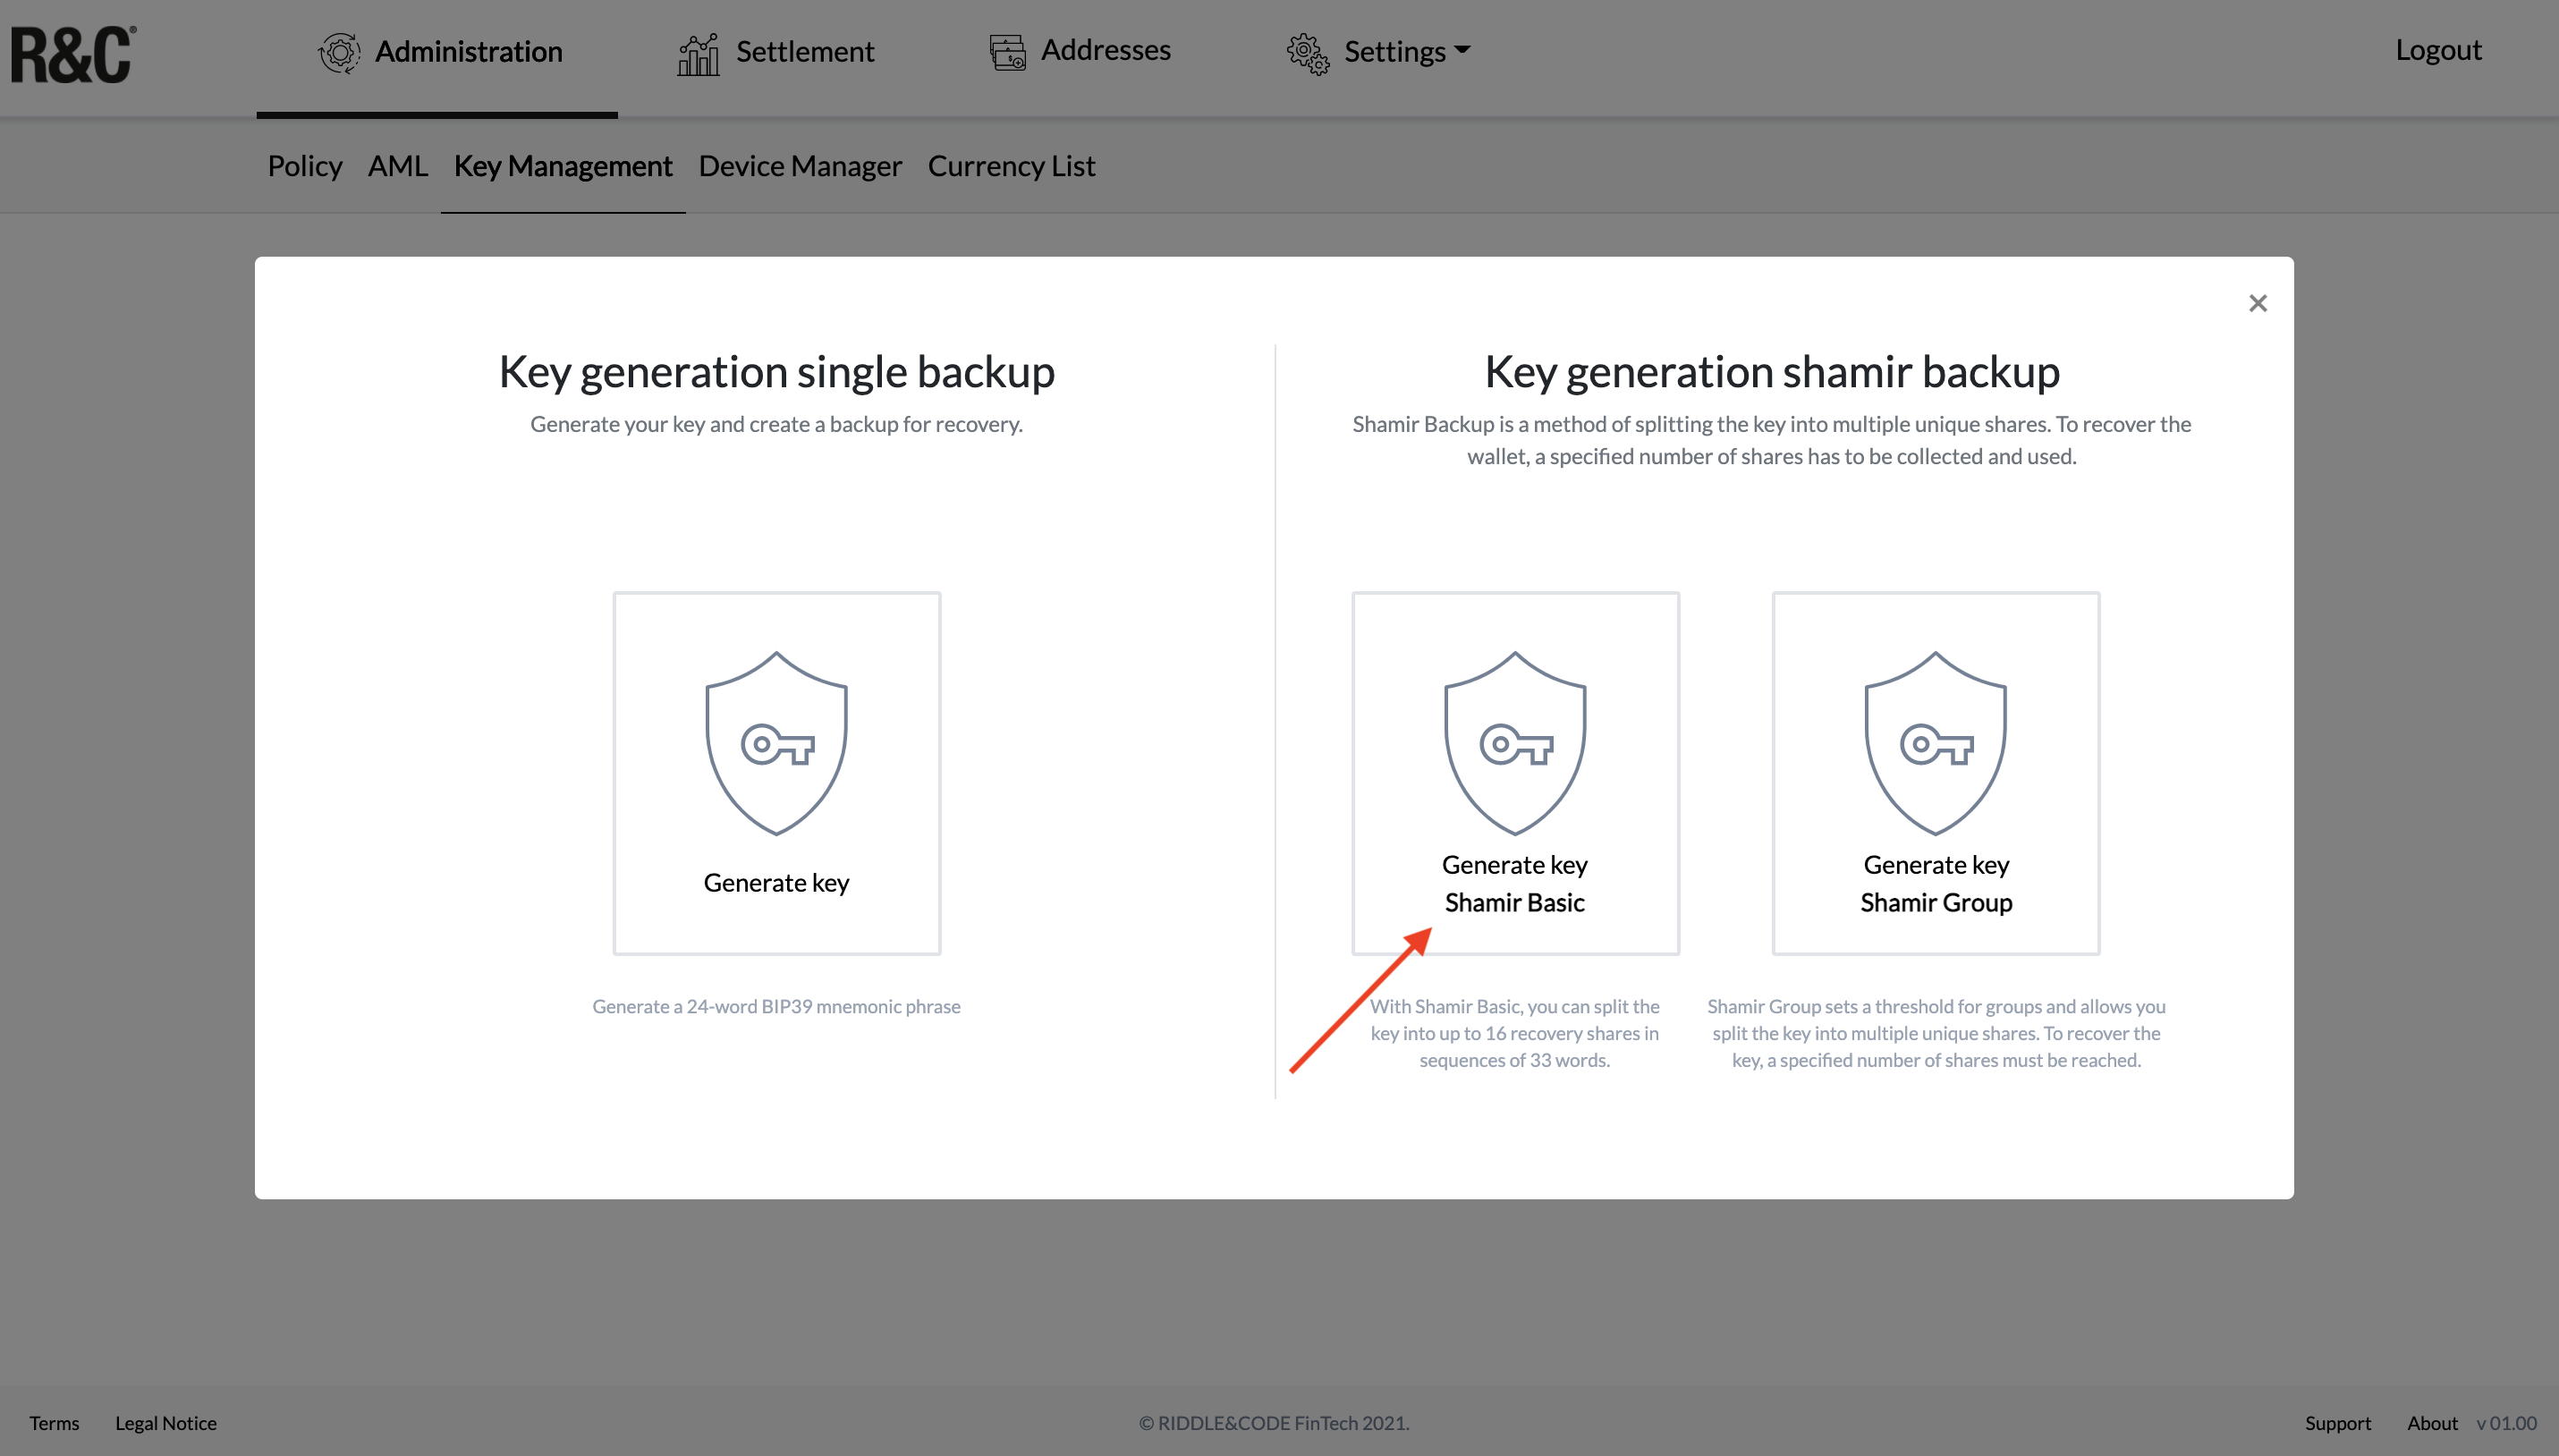 R&C
Administration
Settlement
Addresses
Settings
Logout
Policy
AML
Key Management
Device Manager
Currency List
Key generation single backup
Generate your key and create a backup for recovery.
Generate key
Generate a 24-word BIP39 mnemonic phrase
Key generation shamir backup
Shamir Backup is a method of splitting the key into multiple unique shares. To recover the
wallet, a specified number of shares has to be collected and used.
Generate key
Shamir Basic
With Shamir Basic, you can split the
key into up to 16 recovery shares in
sequences of 33 words.
Generate key
Shamir Group
Shamir Group sets a threshold for groups and allows you
split the key into multiple unique shares. To recover the
key, a specified number of shares must be reached.
Terms
Legal Notice
© RIDDLE&CODE FinTech 2021.
Support
About
v 01.00